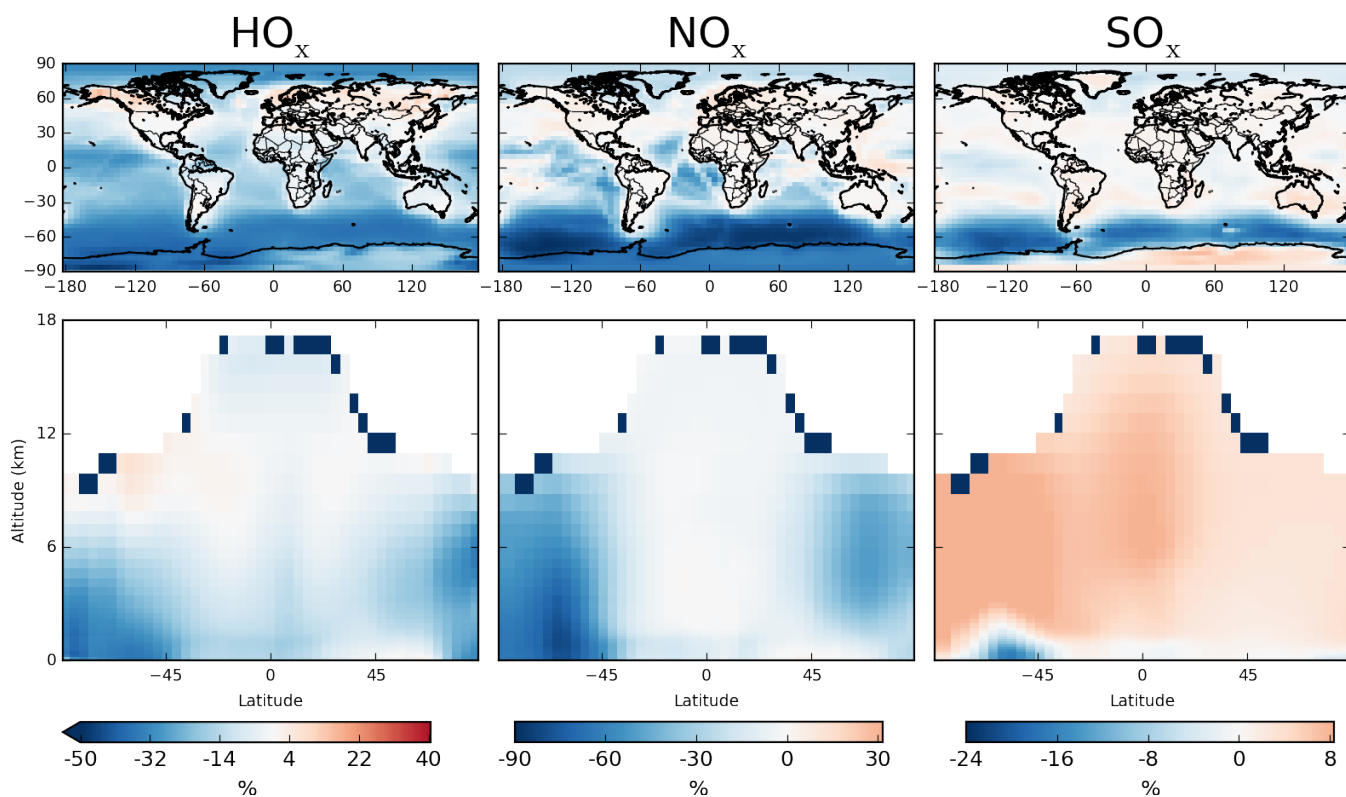 HOx NOx SOx
90
60
30
0
−30
−60
−90
−180 −120 −60 0 60 120 −180 −120 −60 0 60 120 −180 −120 −60 0 60 120
18
12
6
0
Altitude (km)
−45 0 45 −45 0 45 −45 0 45
Latitude Latitude Latitude
-50 -32 -14 4 22 40 -90 -60 -30 0 30 -24 -16 -8 0 8
% % %